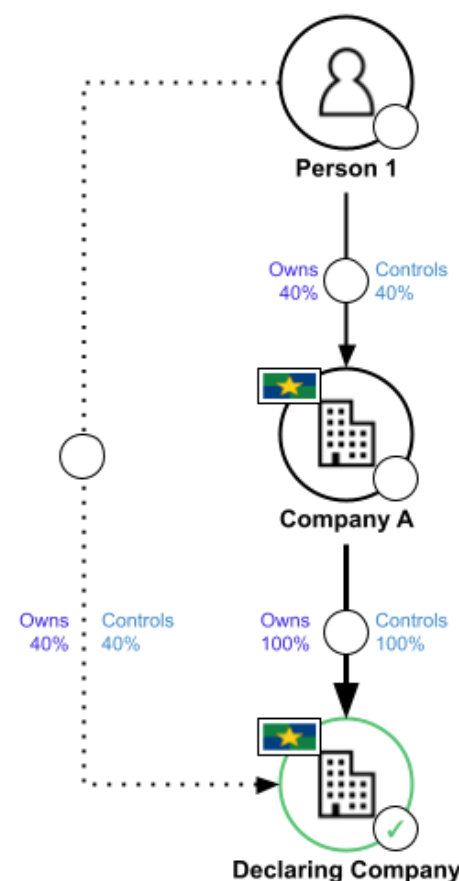 Person 1
Owns
40%
Controls
40%
Company A
Owns
40%
Controls
40%
Owns
100%
Controls
100%
Declaring Company